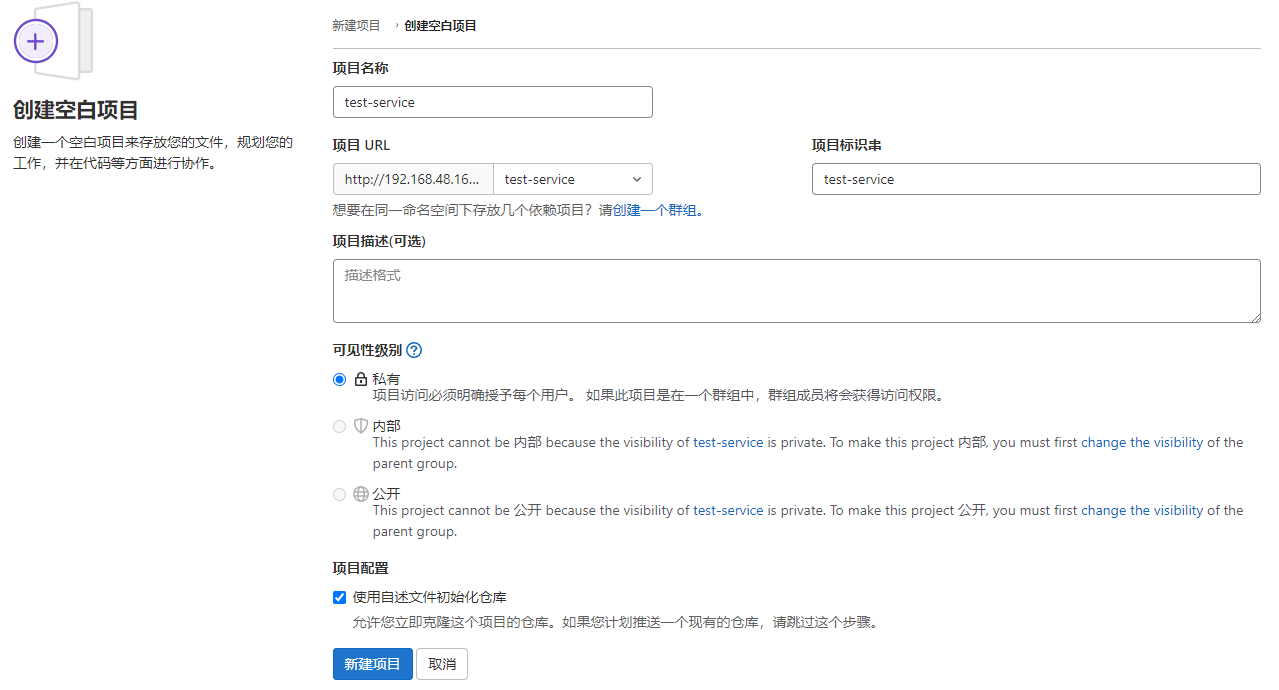 创建空白项目
创建一个空白项目来存放您的文件，规划您的
工作，并在代码等方面进行协作。
新建项目 › 创建空白项目
项目名称
test-service
项目 URL
项目标识串
http://192.168.48.16... test-service
test-service
想要在同一命名空间下存放几个依赖项目？请创建一个群组。
项目描述(可选)
描述格式
可见性级别
私有
项目访问必须明确授予每个用户。 如果此项目是在一个群组中，群组成员将会获得访问权限。
内部
This project cannot be 内部 because the visibility of test-service is private. To make this project 内部, you must first change the visibility of the
parent group.
公开
This project cannot be 公开 because the visibility of test-service is private. To make this project 公开, you must first change the visibility of the
parent group.
项目配置
使用自述文件初始化仓库
允许您立即克隆这个项目的仓库。如果您计划推送一个现有的仓库，请跳过这个步骤。
新建项目 取消